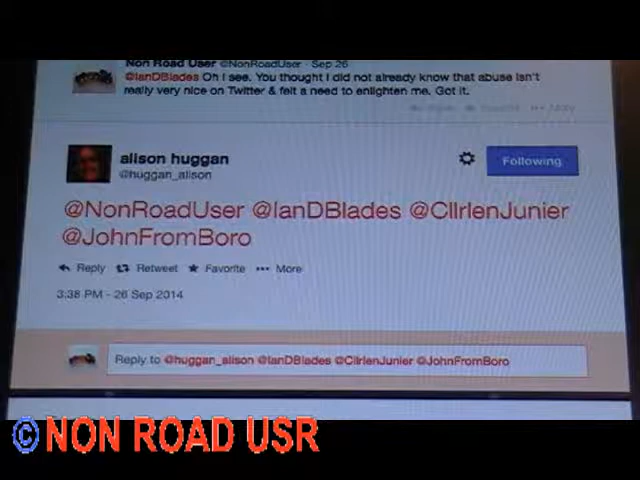 Non Road User @NonRoadUser · Sep 26
@IanDBlades Oh I see. You thought I did not already know that abuse isn't
really very nice on Twitter & felt a need to enlighten me. Got it.
alison huggan
@huggan_alison
Following
@NonRoadUser @IanDBlades @CllrIenJunier
@JohnFromBoro
Reply Retweet Favorite More
3:38 PM - 26 Sep 2014
Reply to @huggan_alison @IanDBlades @CllrIenJunier @JohnFromBoro
© NON ROAD USR